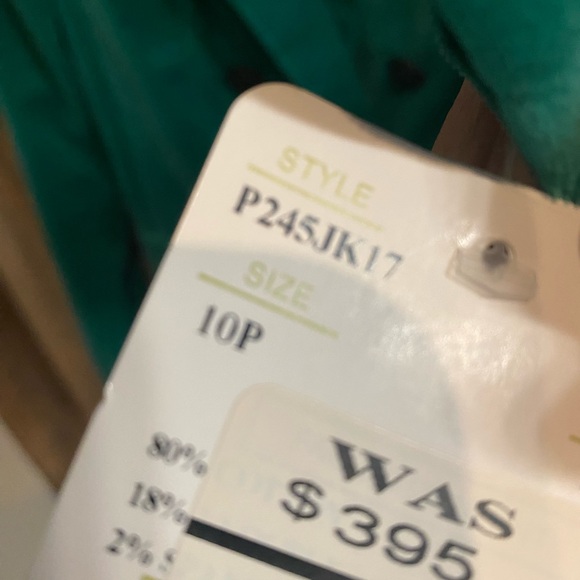 STYLE
P245JK17
SIZE
10P
80%
18%
2% S
WAS
$395